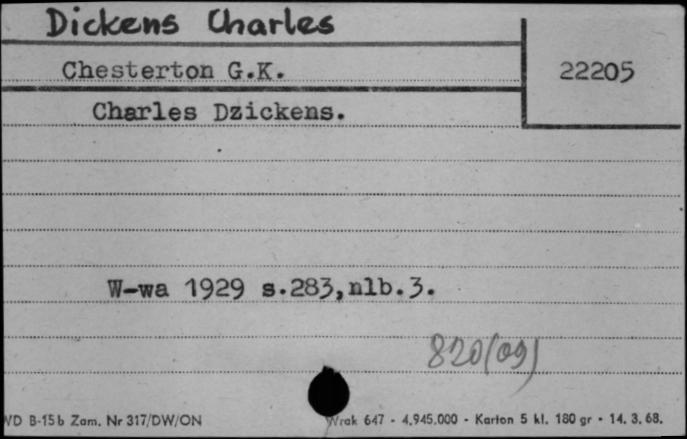 Dickens Charles
Chesterton G.K.
22205
Charles Dzickens.
W-wa 1929 s.283,nlb.3.
820(09)
WD B-15b Zam. Nr 317/DW/ON
Wrak 647 - 4.945.000 - Karton 5 kl. 180 gr - 14. 3. 68.